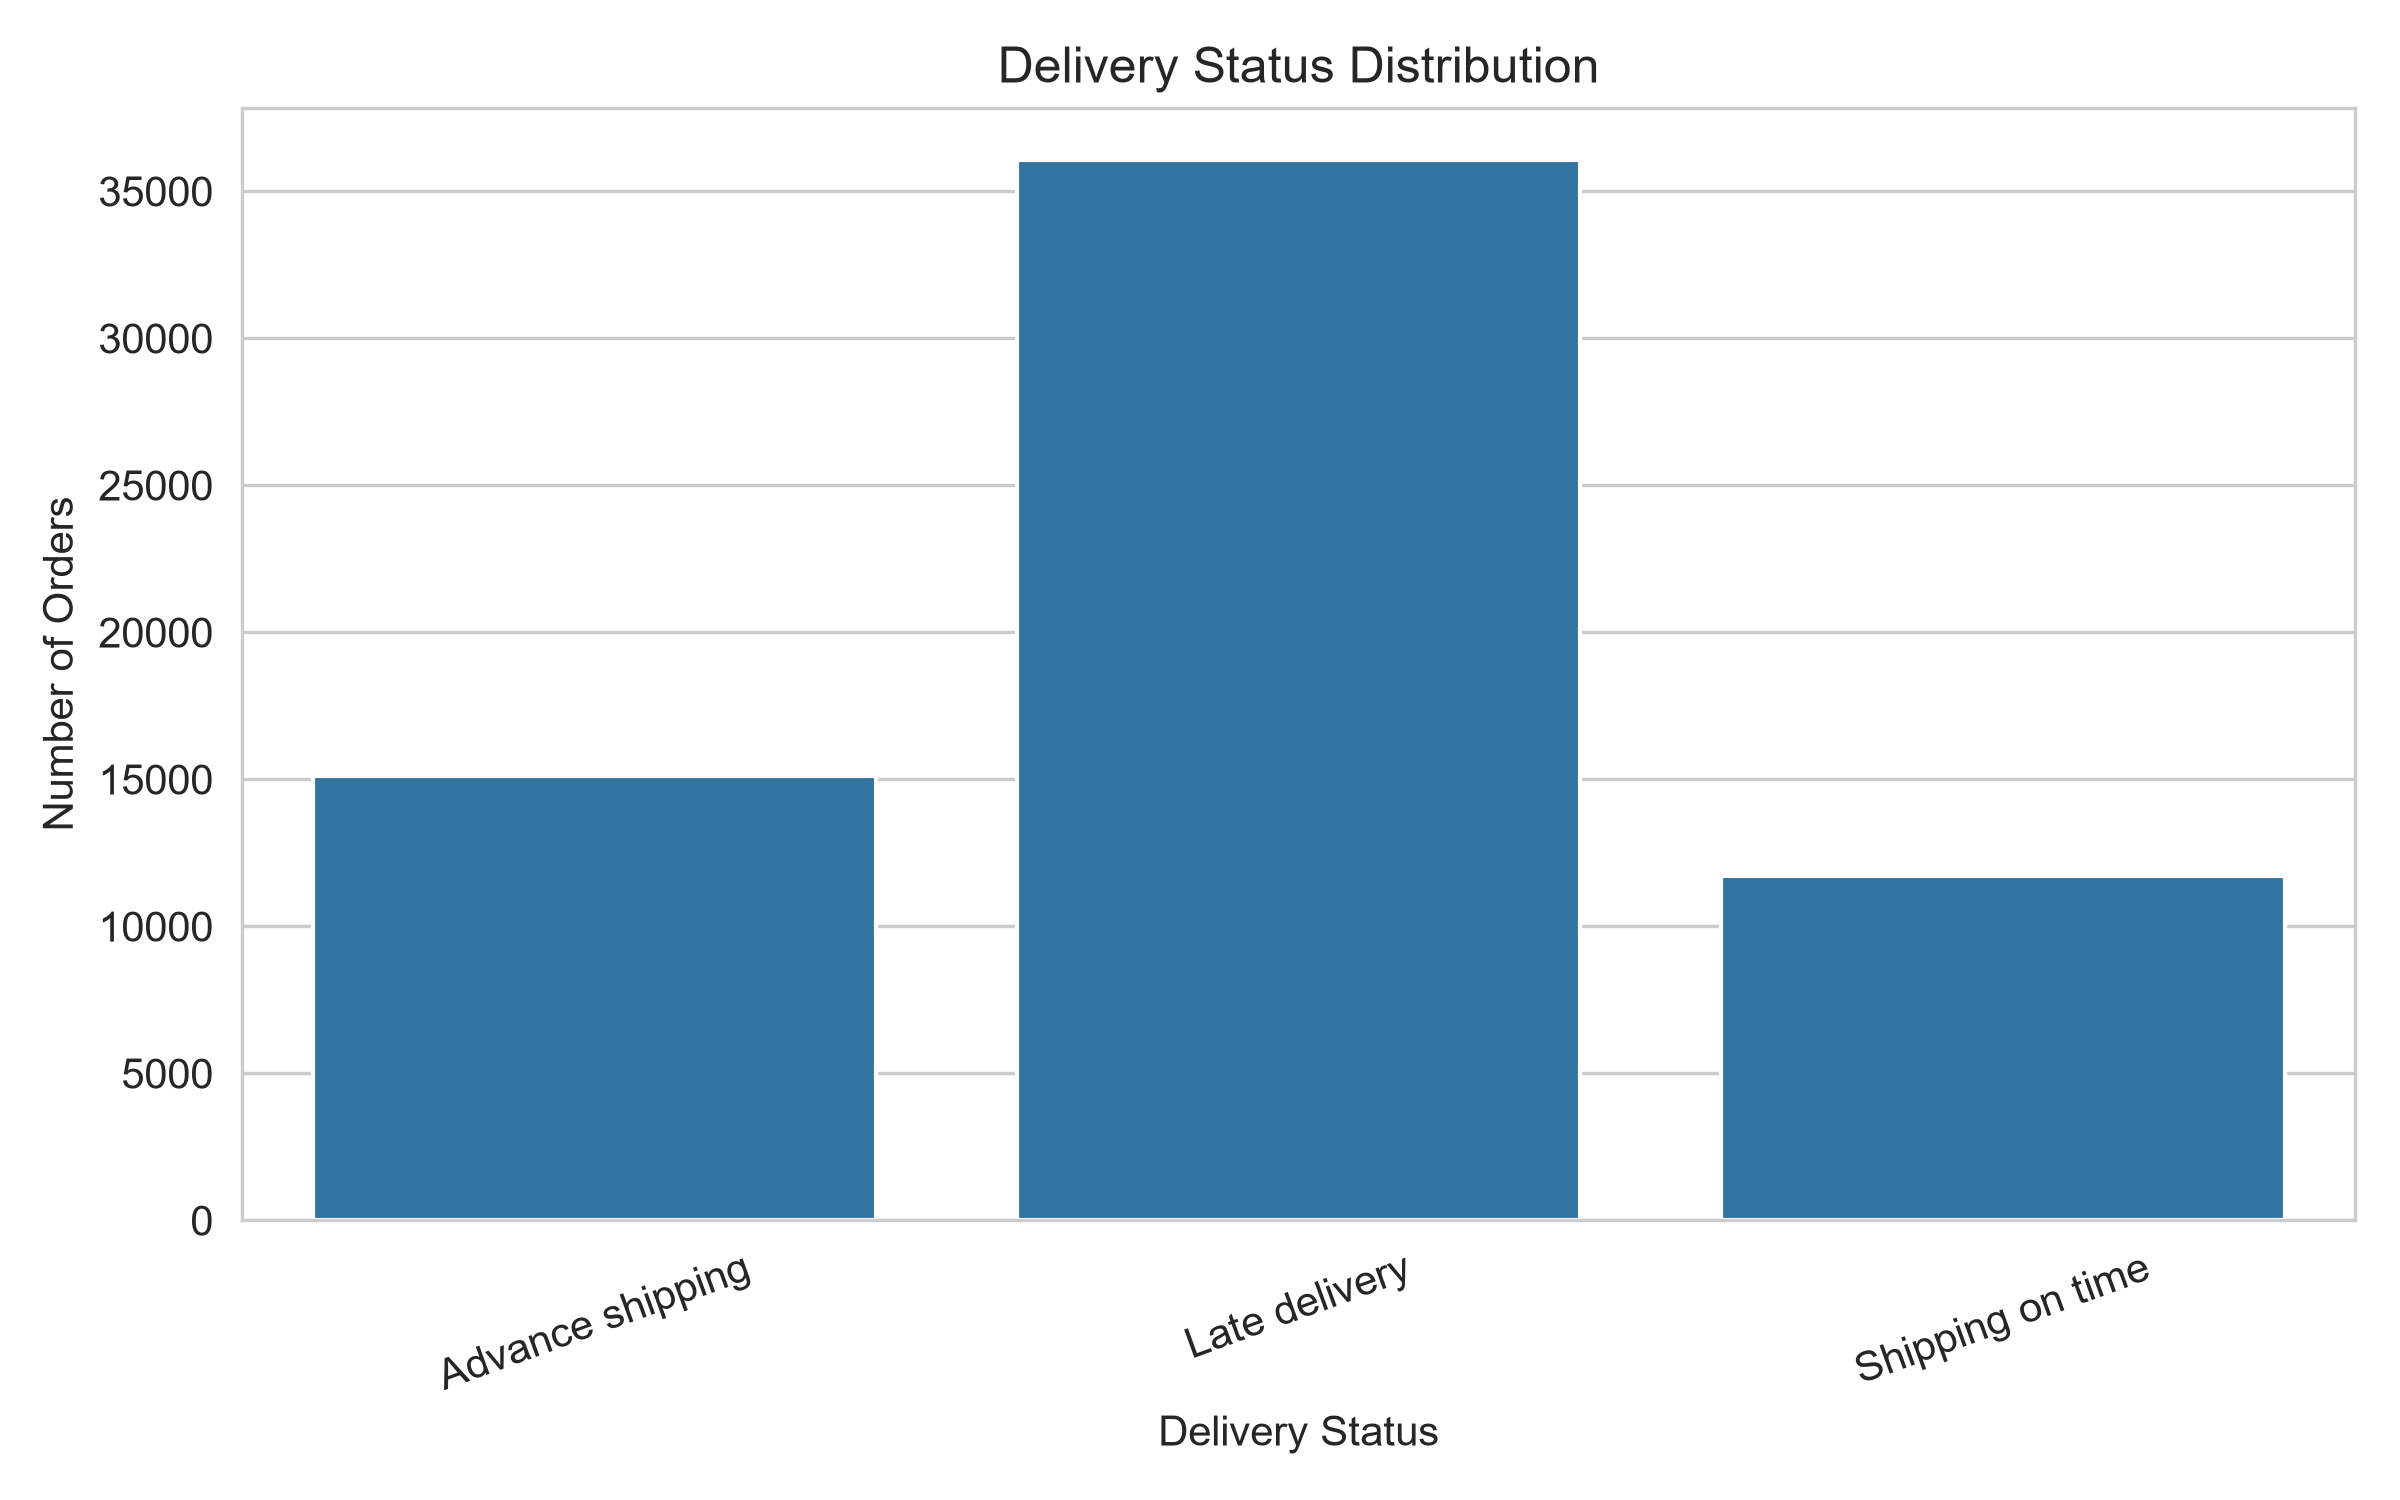 Delivery Status Distribution
Number of Orders
35000
30000
25000
20000
15000
10000
5000
0
Advance shipping
Late delivery
Shipping on time
Delivery Status